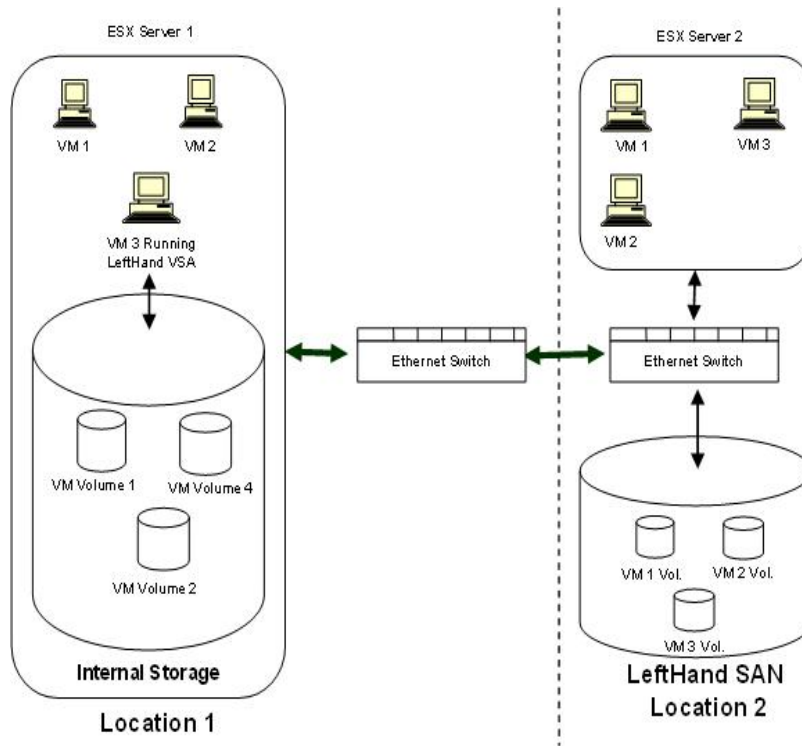 ESX Server 1
VM 1
VM 2
VM 3 Running
LeftHand VSA
VM Volume 1
VM Volume 4
VM Volume 2
Internal Storage
Location 1
Ethernet Switch
ESX Server 2
VM 1
VM 3
VM 2
Ethernet Switch
VM 1 Vol.
VM 2 Vol.
VM 3 Vol.
LeftHand SAN
Location 2